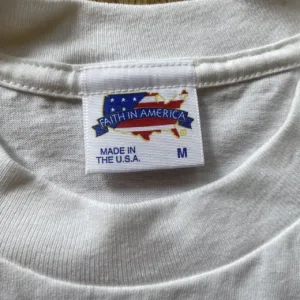 FAITH IN AMERICA
MADE IN
THE U.S.A.
M